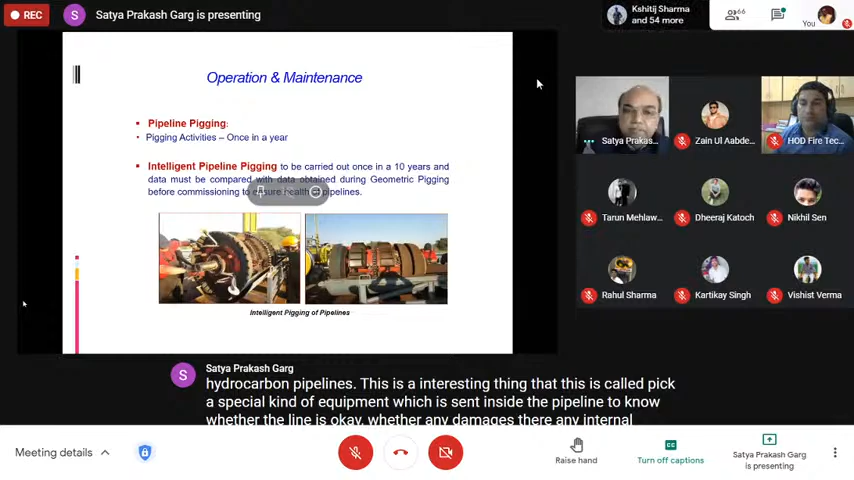 REC
S
Satya Prakash Garg is presenting
Kshitij Sharma
and 54 more
66
You
Operation & Maintenance
Pipeline Pigging:
Pigging Activities – Once in a year
Intelligent Pipeline Pigging to be carried out once in a 10 years and
data must be compared with data obtained during Geometric Pigging
before commissioning to ensure health of pipelines.
Intelligent Pigging of Pipelines
Satya Prakas...
Zain Ul Aabde...
HOD Fire Tec...
Tarun Mehlaw...
Dheeraj Katoch
Nikhil Sen
Rahul Sharma
Kartikay Singh
Vishist Verma
S
Satya Prakash Garg
hydrocarbon pipelines. This is a interesting thing that this is called pick
a special kind of equipment which is sent inside the pipeline to know
whether the line is okay, whether any damages there any internal
Meeting details
Raise hand
Turn off captions
Satya Prakash Garg
is presenting